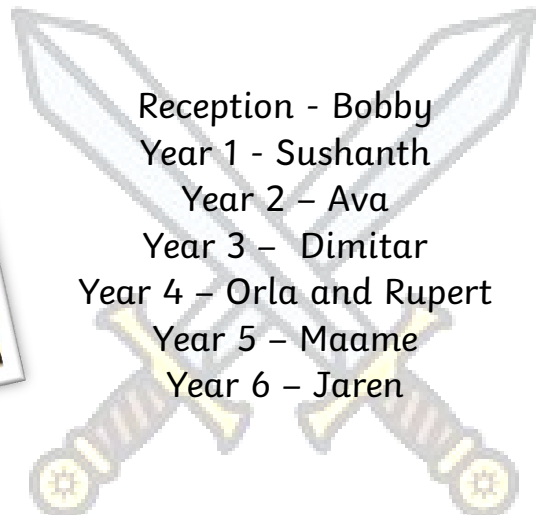 Reception - Bobby
Year 1 - Sushanth
Year 2 – Ava
Year 3 – Dimitar
Year 4 – Orla and Rupert
Year 5 – Maame
Year 6 – Jaren